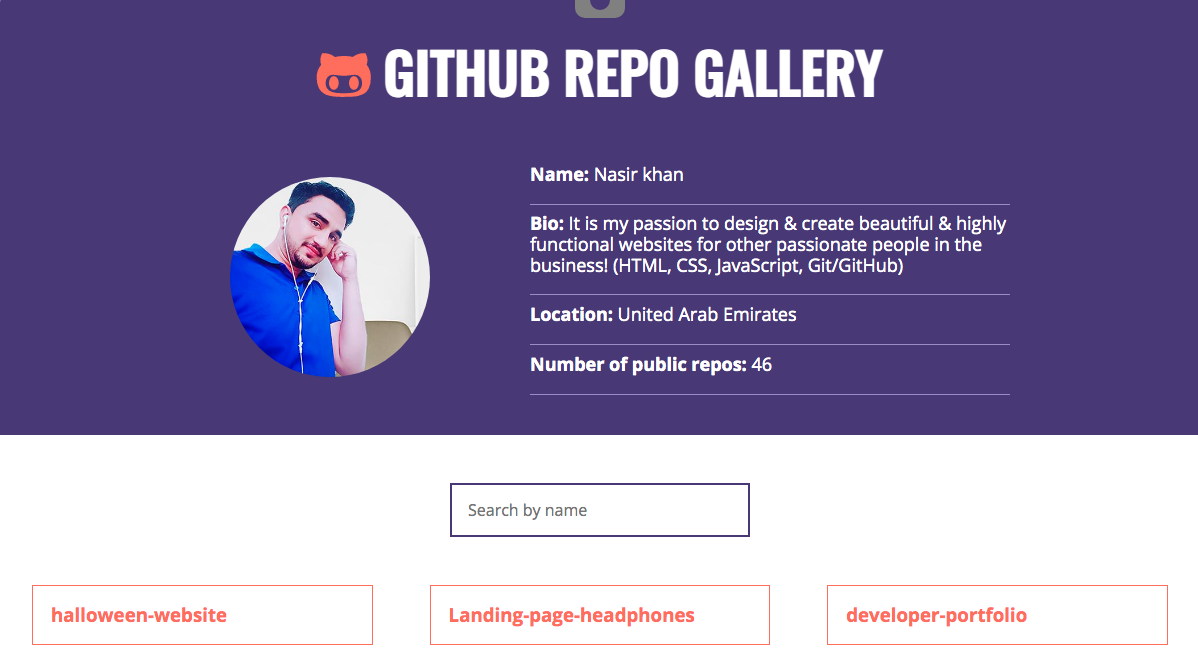 GITHUB REPO GALLERY
Name: Nasir khan
Bio: It is my passion to design & create beautiful & highly
functional websites for other passionate people in the
business! (HTML, CSS, JavaScript, Git/GitHub)
Location: United Arab Emirates
Number of public repos: 46
Search by name
halloween-website
Landing-page-headphones
developer-portfolio